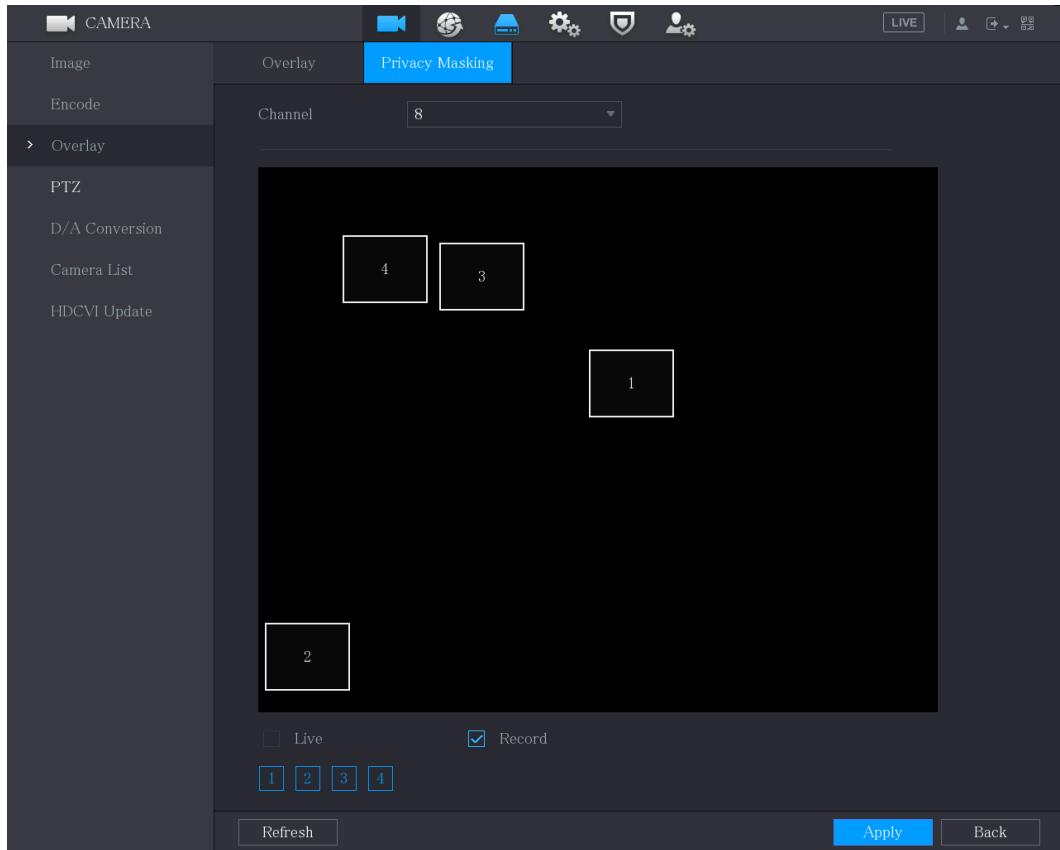 CAMERA
LIVE
Image
Encode
Overlay
PTZ
D/A Conversion
Camera List
HDCVI Update
Overlay Privacy Masking
Channel 8
4
3
1
2
Live Record
1 2 3 4
Refresh Apply Back